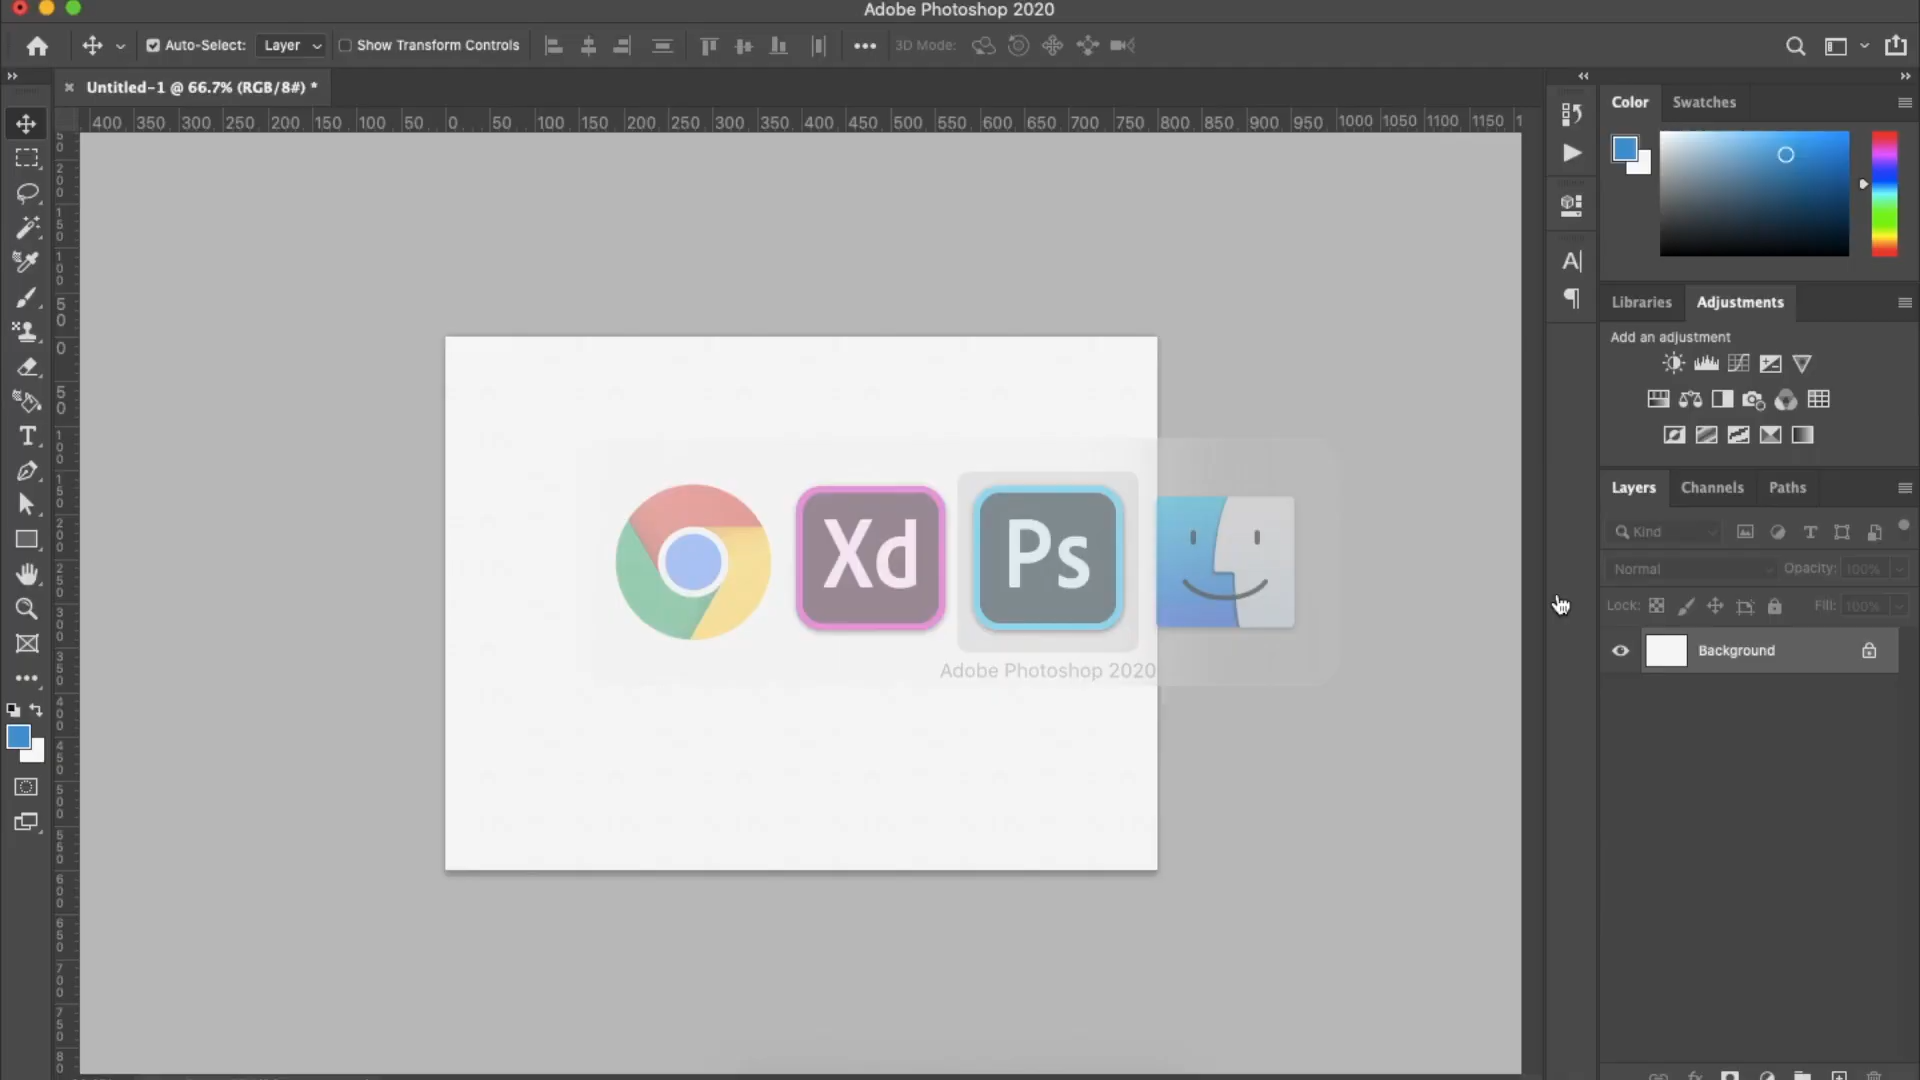 Adobe Photoshop 2020
Auto-Select: Layer Show Transform Controls 3D Mode:
Untitled-1 @ 66.7% (RGB/8#) *
400 350 300 250 200 150 100 50 0 50 100 150 200 250 300 350 400 450 500 550 600 650 700 750 800 850 900 950 1000 1050 1100 1150 1
Color Swatches
Libraries Adjustments
Add an adjustment
Layers Channels Paths
Kind
Normal Opacity: 100%
Lock: Fill: 100%
Background
Xd
Ps
Adobe Photoshop 2020